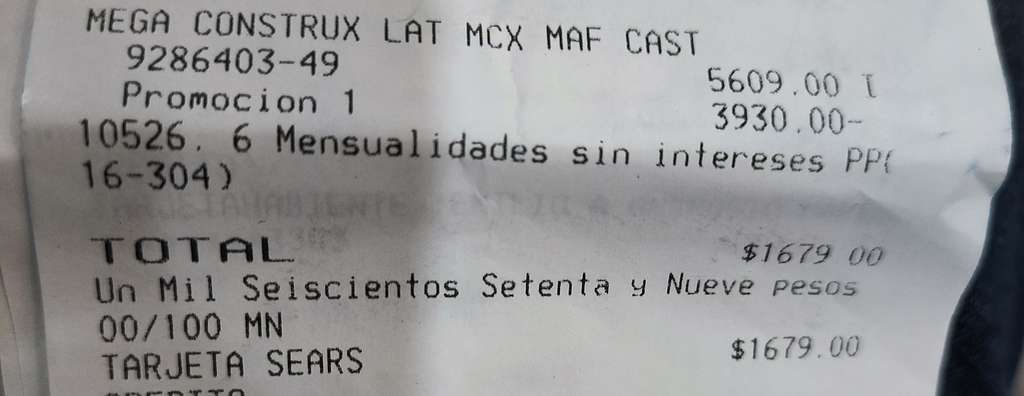 MEGA CONSTRUX LAT MCX MAF CAST
9286403-49 5609.00 I
Promocion 1 3930.00-
10526. 6 Mensualidades sin intereses PP(
16-304)
TOTAL $1679 00
Un Mil Seiscientos Setenta y Nueve pesos
00/100 MN
TARJETA SEARS $1679.00